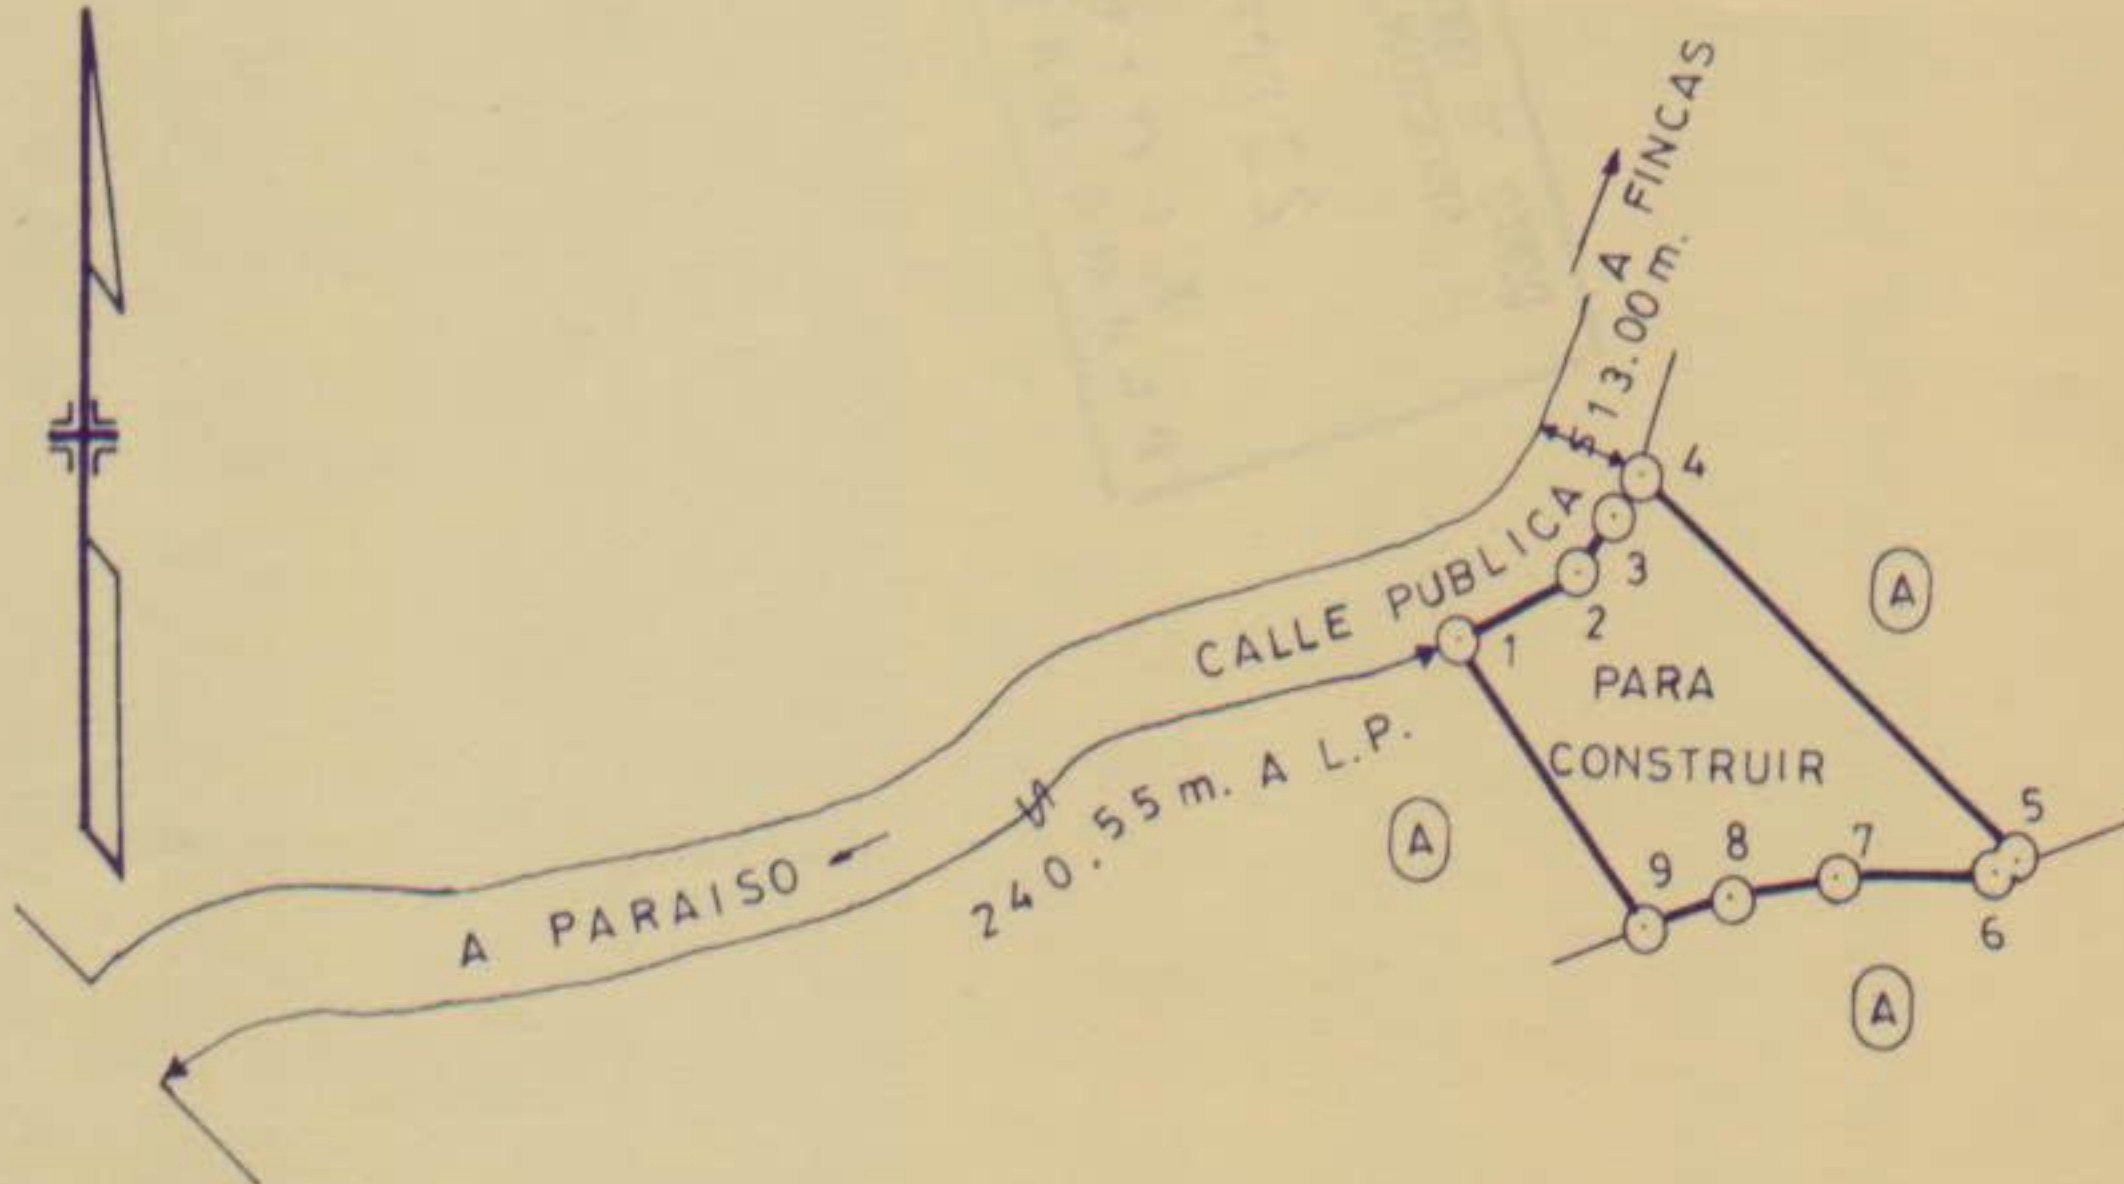 A FINCAS
13.00 m.
4
3
CALLE PUBLICA
2
1
A
PARA
CONSTRUIR
240.55 m. A L.P.
A PARAISO
A
5
9
8
7
6
A